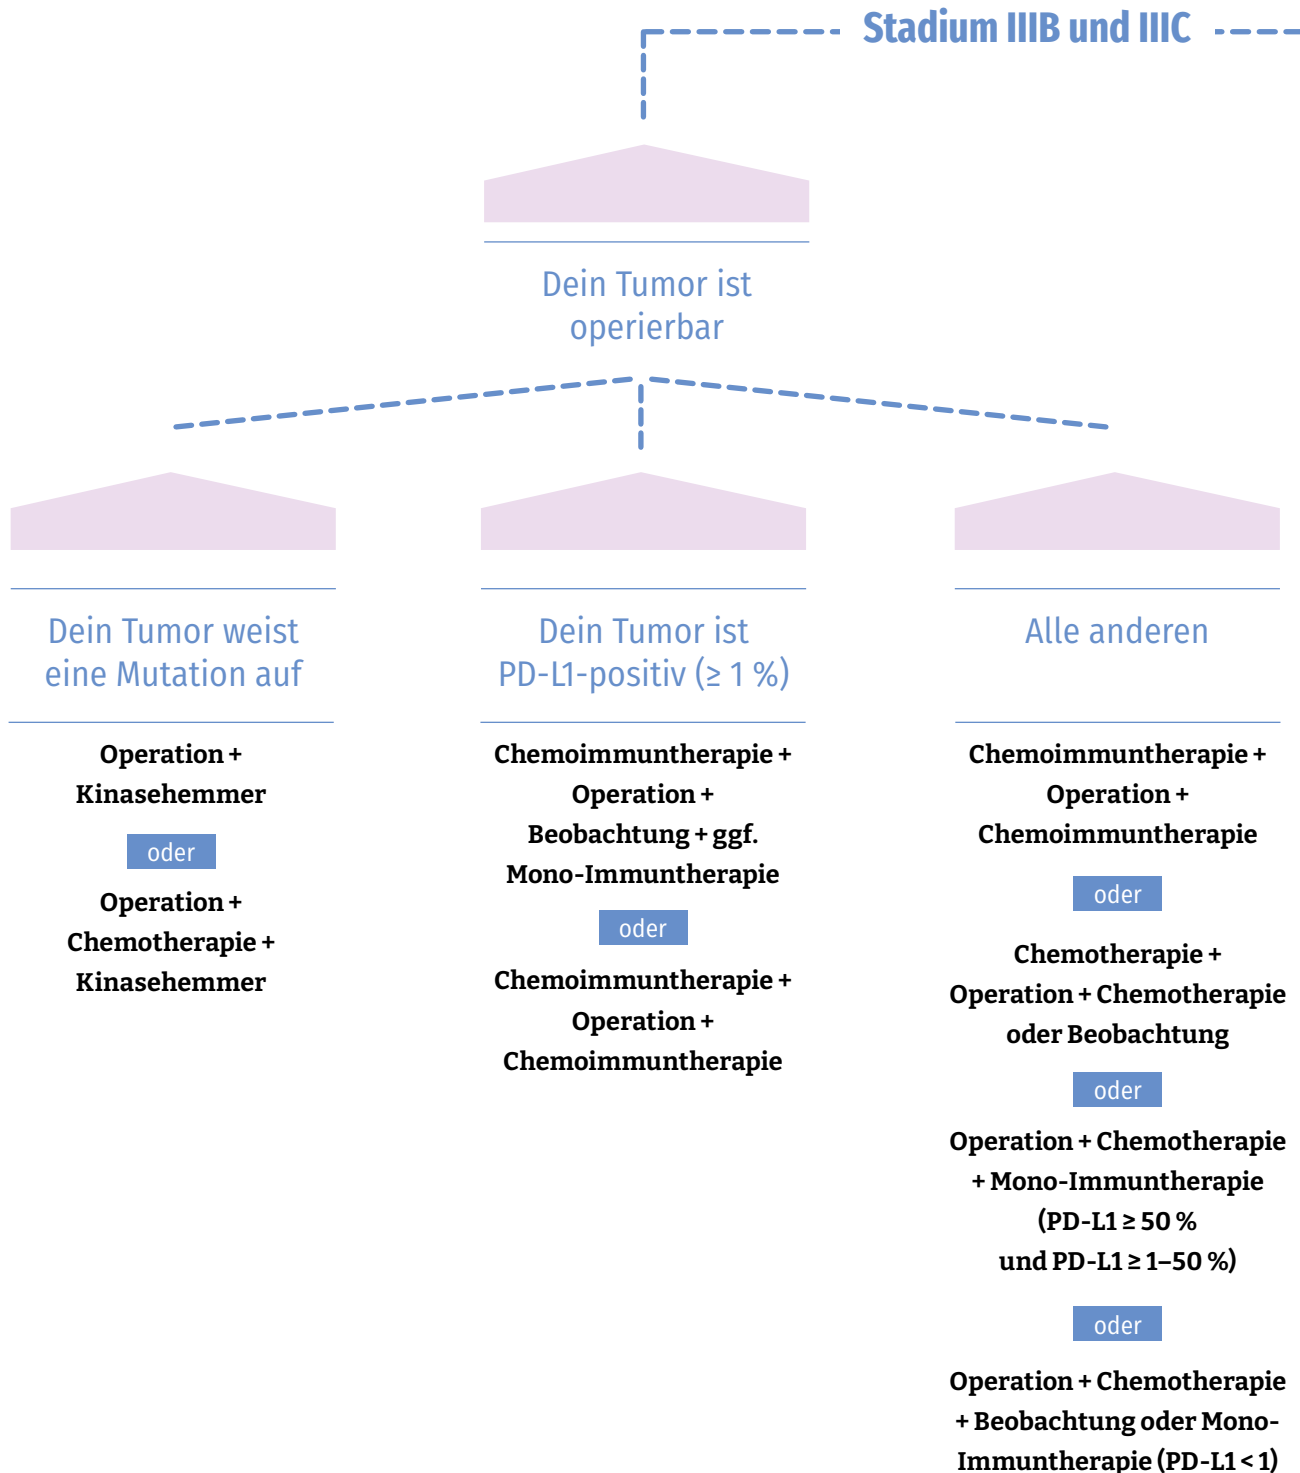 Stadium IIIB und IIIC
Dein Tumor ist
operierbar
Dein Tumor weist
eine Mutation auf
Operation +
Kinasehemmer
oder
Operation +
Chemotherapie +
Kinasehemmer
Dein Tumor ist
PD-L1-positiv (≥ 1 %)
Chemoimmuntherapie +
Operation +
Beobachtung + ggf.
Mono-Immuntherapie
oder
Chemoimmuntherapie +
Operation +
Chemoimmuntherapie
Alle anderen
Chemoimmuntherapie +
Operation +
Chemoimmuntherapie
oder
Chemotherapie +
Operation + Chemotherapie
oder Beobachtung
oder
Operation + Chemotherapie
+ Mono-Immuntherapie
(PD-L1 ≥ 50 %
und PD-L1 ≥ 1–50 %)
oder
Operation + Chemotherapie
+ Beobachtung oder Mono-
Immuntherapie (PD-L1 < 1)